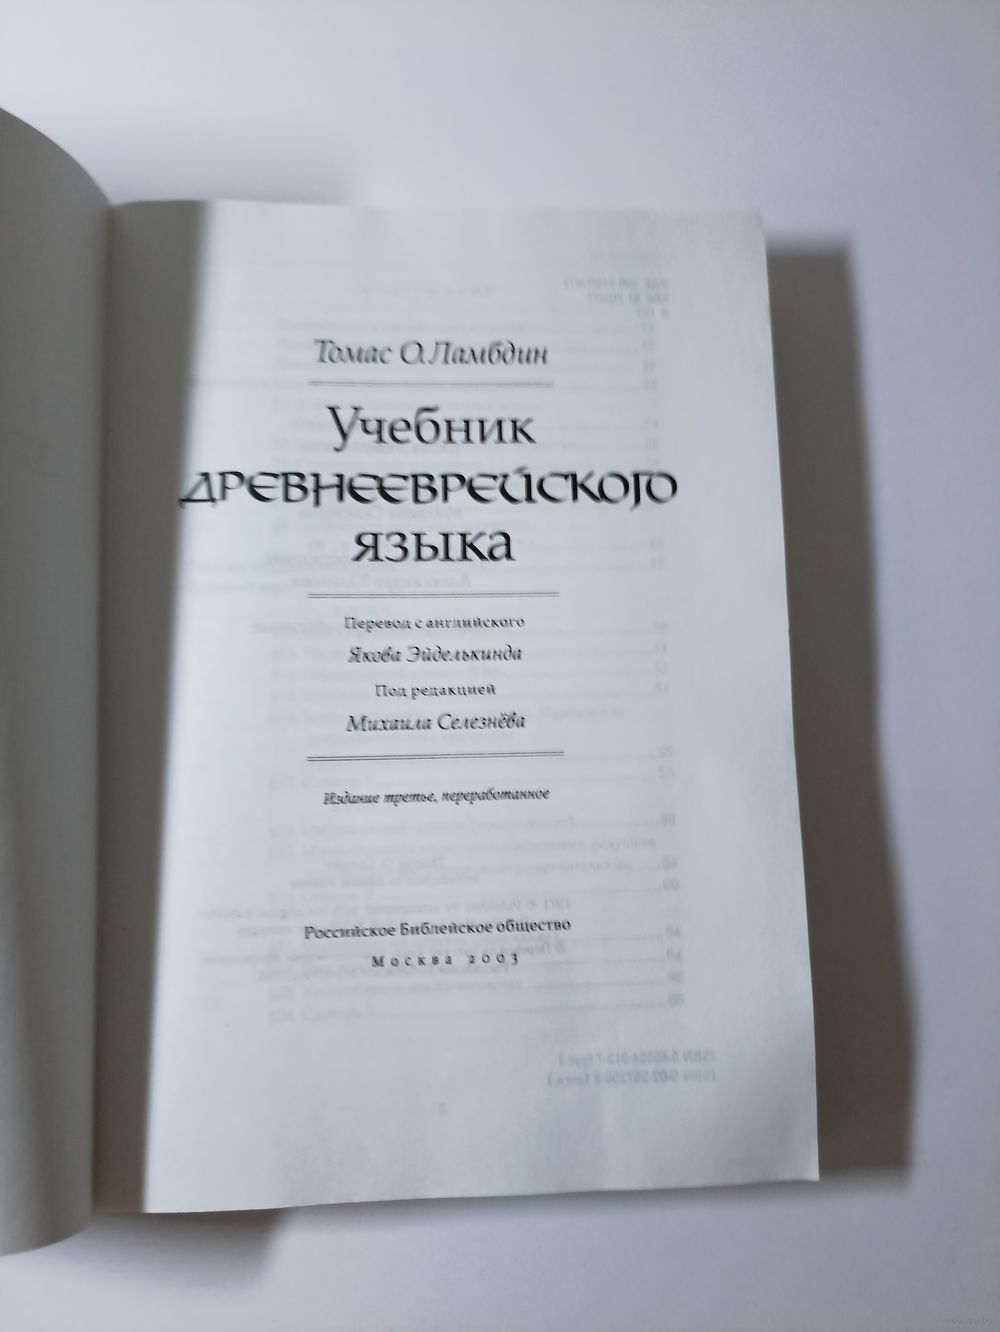 Томас О. Ламбдин
Учебник
древнееврейского
языка
Перевод с английского
Якова Эйделькинда
Под редакцией
Михаила Селезнёва
Издание третье, переработанное
Российское Библейское общество
Москва 2003